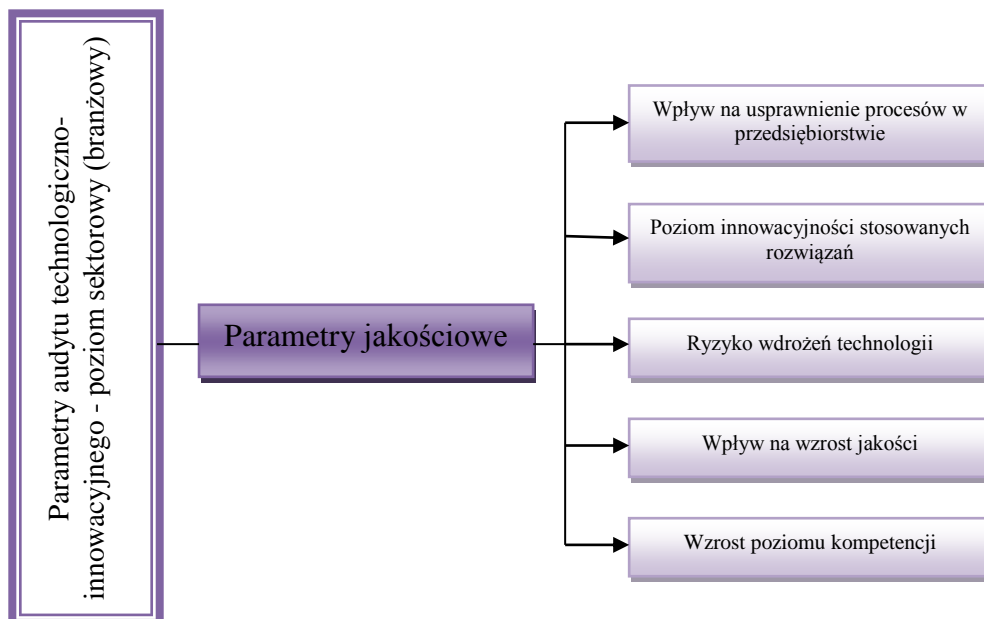 Parametry audytu technologiczno-
innowacyjnego - poziom sektorowy (branżowy)
Parametry jakościowe
Wpływ na usprawnienie procesów w
przedsiębiorstwie
Poziom innowacyjności stosowanych
rozwiązań
Ryzyko wdrożeń technologii
Wpływ na wzrost jakości
Wzrost poziomu kompetencji